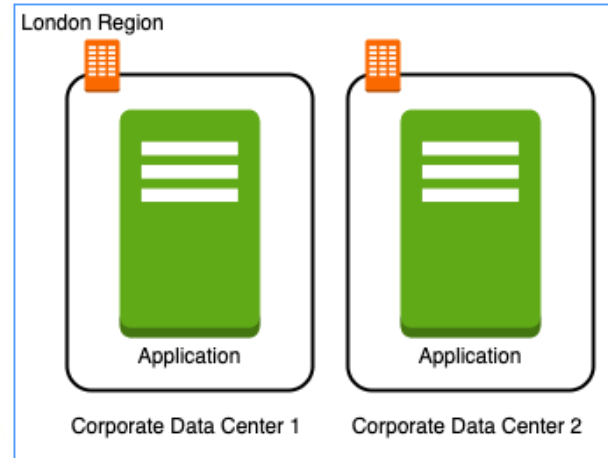 London Region
Application
Application
Corporate Data Center 1
Corporate Data Center 2